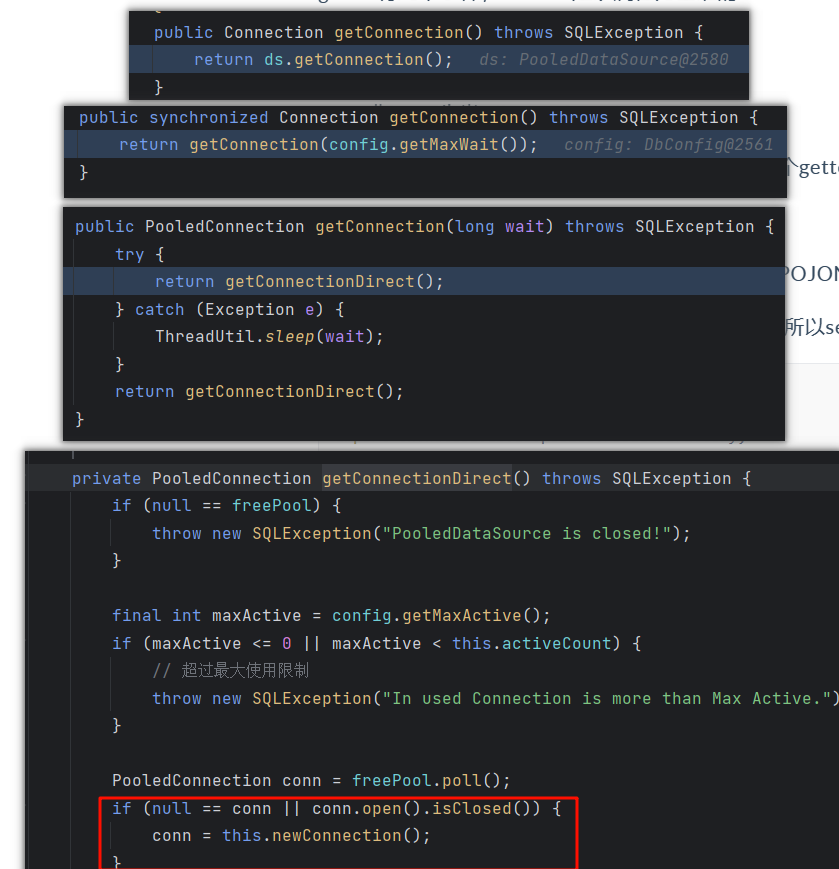 public Connection getConnection() throws SQLException {
return ds.getConnection(); ds: PooledDataSource@2580
}
public synchronized Connection getConnection() throws SQLException {
return getConnection(config.getMaxWait()); config: DbConfig@2561
}
个gett
public PooledConnection getConnection(long wait) throws SQLException {
try {
return getConnectionDirect();
POJON
} catch (Exception e) {
ThreadUtil.sleep(wait);
所以se
}
return getConnectionDirect();
}
private PooledConnection getConnectionDirect() throws SQLException {
if (null == freePool) {
throw new SQLException("PooledDataSource is closed!");
}
final int maxActive = config.getMaxActive();
if (maxActive <= 0 || maxActive < this.activeCount) {
// 超过最大使用限制
throw new SQLException("In used Connection is more than Max Active.")
}
PooledConnection conn = freePool.poll();
if (null == conn || conn.open().isClosed()) {
conn = this.newConnection();
}